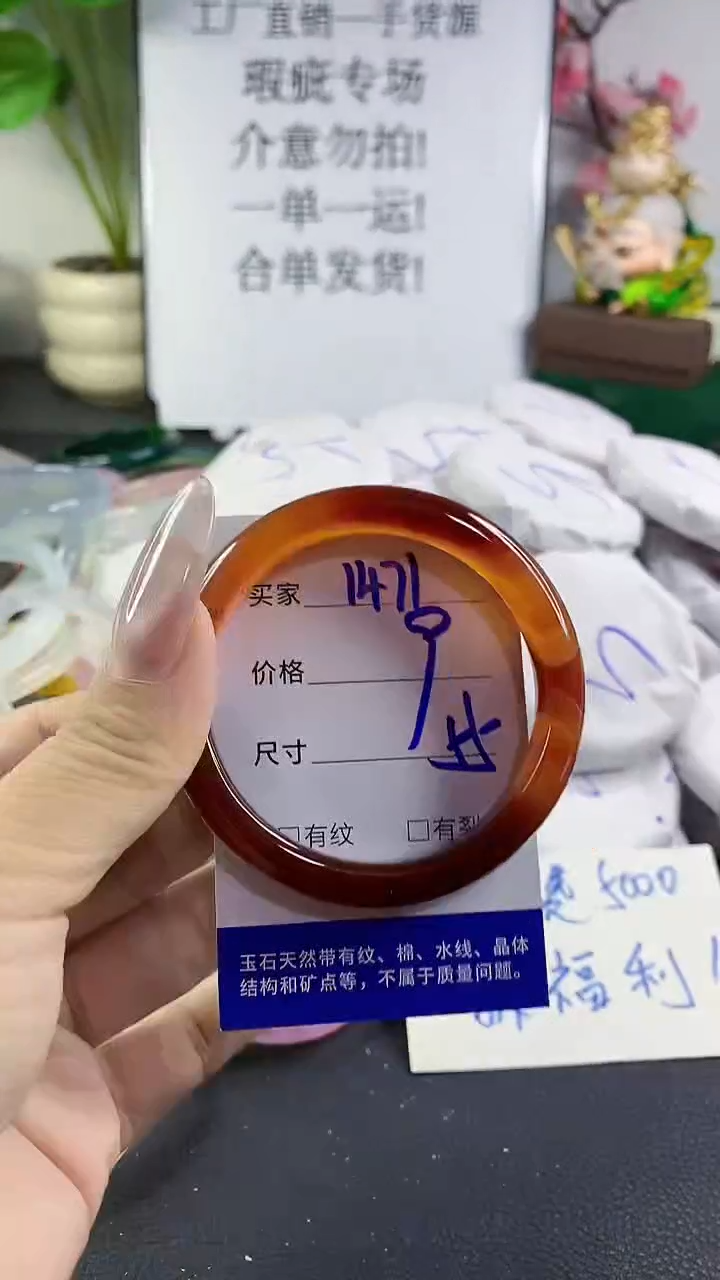 工厂直销一手货源
瑕疵专场
介意勿拍!
一单一运!
合单发货!
买家 1471
价格
尺寸
□有纹 □有裂
玉石天然带有纹、棉、水线、晶体
结构和矿点等，不属于质量问题。
5000
福利